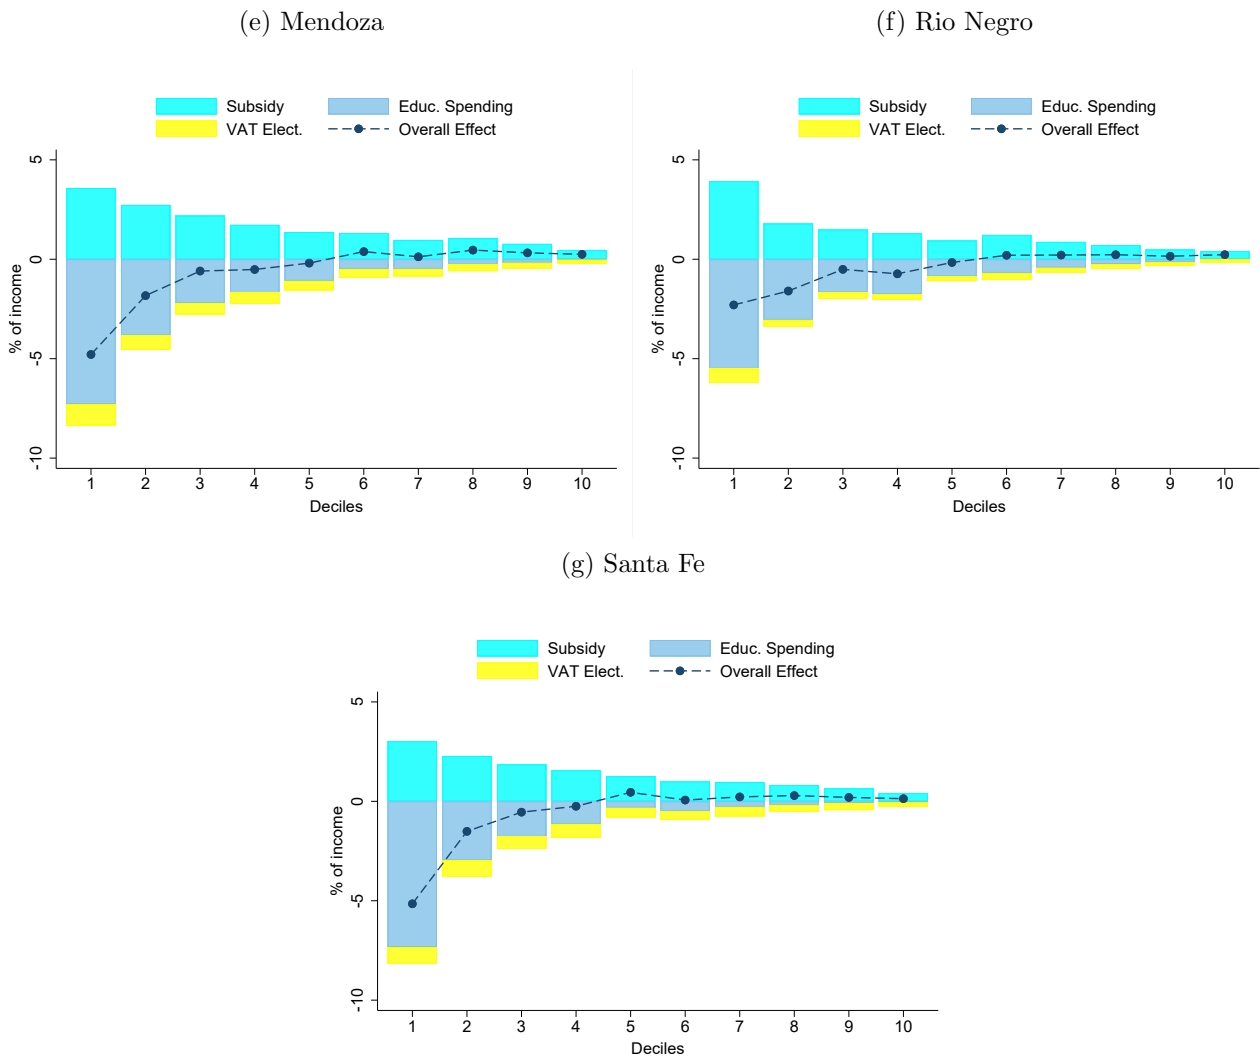 (e) Mendoza
Subsidy
Educ. Spending
VAT Elect.
Overall Effect
5
0
-5
-10
% of income
1 2 3 4 5 6 7 8 9 10
Deciles
(f) Rio Negro
Subsidy
Educ. Spending
VAT Elect.
Overall Effect
5
0
-5
-10
% of income
1 2 3 4 5 6 7 8 9 10
Deciles
(g) Santa Fe
Subsidy
Educ. Spending
VAT Elect.
Overall Effect
5
0
-5
-10
% of income
1 2 3 4 5 6 7 8 9 10
Deciles